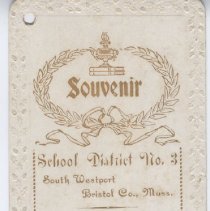 Souvenir
School District No. 3
South Westport
Bristol Co., Mass.